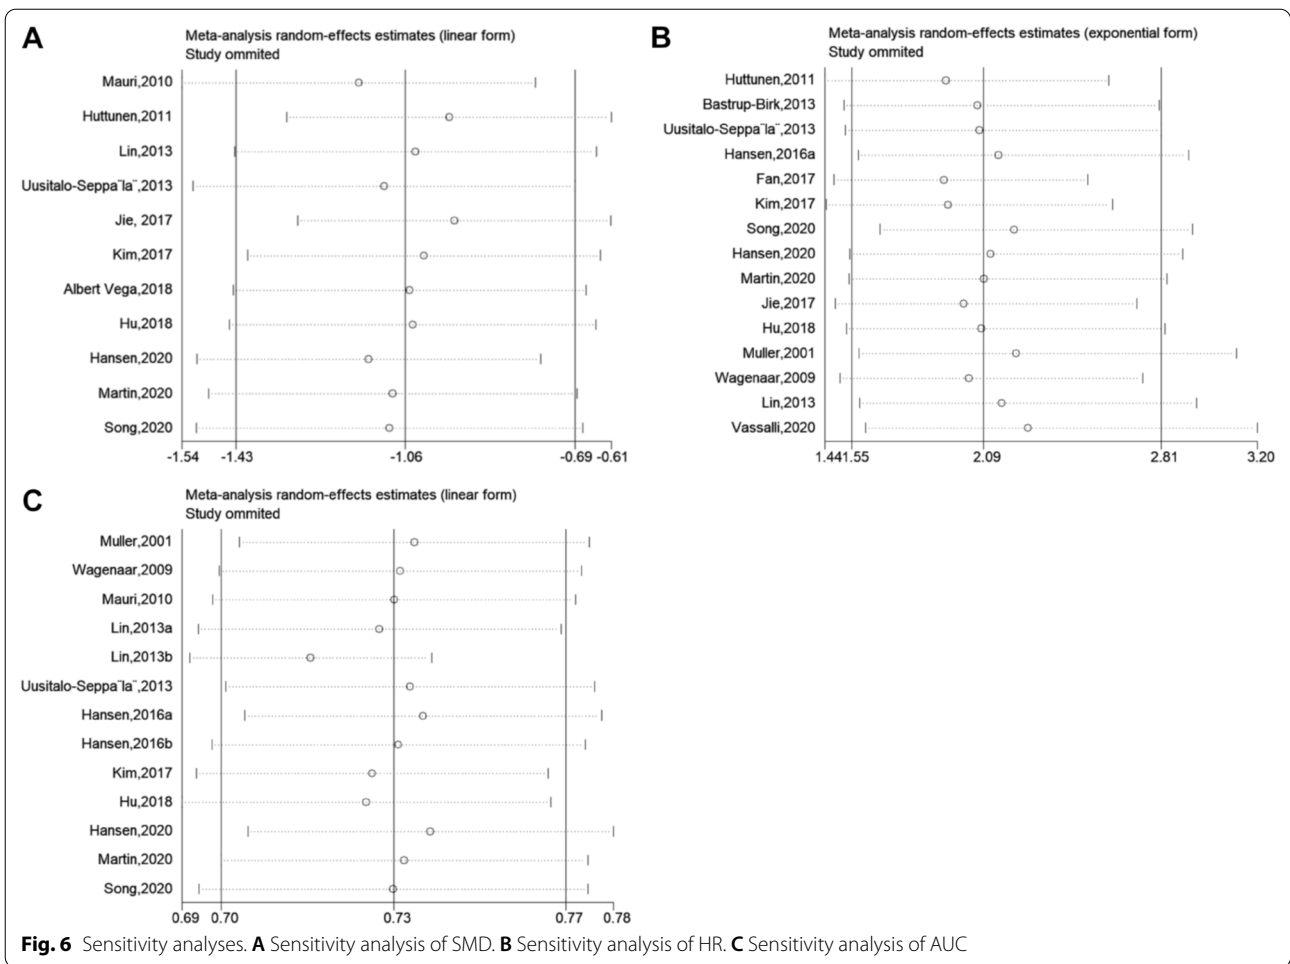 A
Meta-analysis random-effects estimates (linear form)
Study ommited
Mauri,2010
Huttunen,2011
Lin,2013
Uusitalo-Seppa¨la¨,2013
Jie, 2017
Kim,2017
Albert Vega,2018
Hu,2018
Hansen,2020
Martin,2020
Song,2020
-1.54 -1.43 -1.06 -0.69 -0.61
B
Meta-analysis random-effects estimates (exponential form)
Study ommited
Huttunen,2011
Bastrup-Birk,2013
Uusitalo-Seppa¨la¨,2013
Hansen,2016a
Fan,2017
Kim,2017
Song,2020
Hansen,2020
Martin,2020
Jie,2017
Hu,2018
Muller,2001
Wagenaar,2009
Lin,2013
Vassalli,2020
1.441.55 2.09 2.81 3.20
C
Meta-analysis random-effects estimates (linear form)
Study ommited
Muller,2001
Wagenaar,2009
Mauri,2010
Lin,2013a
Lin,2013b
Uusitalo-Seppa¨la¨,2013
Hansen,2016a
Hansen,2016b
Kim,2017
Hu,2018
Hansen,2020
Martin,2020
Song,2020
0.69 0.70 0.73 0.77 0.78
Fig. 6 Sensitivity analyses. A Sensitivity analysis of SMD. B Sensitivity analysis of HR. C Sensitivity analysis of AUC